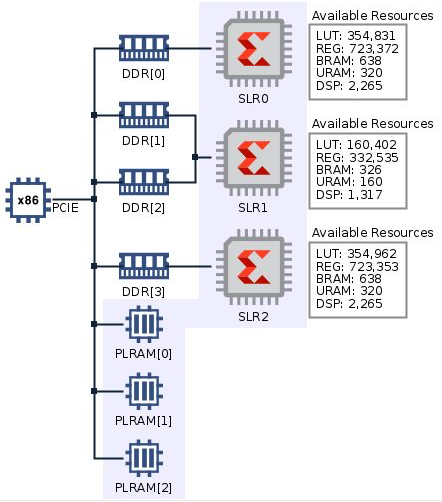 Available Resources
LUT: 354,831
REG: 723,372
BRAM: 638
URAM: 320
DSP: 2,265
DDR[0]
SLR0
Available Resources
LUT: 160,402
REG: 332,535
BRAM: 326
URAM: 160
DSP: 1,317
DDR[1]
x86
PCIE
DDR[2]
SLR1
Available Resources
LUT: 354,962
REG: 723,353
BRAM: 638
URAM: 320
DSP: 2,265
DDR[3]
SLR2
PLRAM[0]
PLRAM[1]
PLRAM[2]